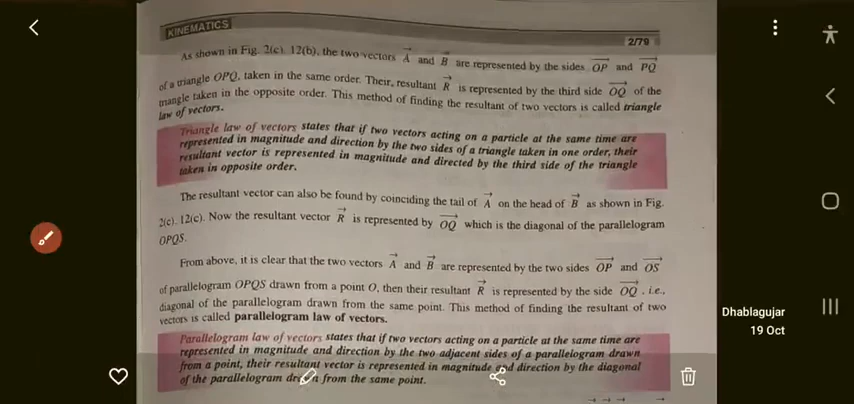 KINEMATICS
2/79
As shown in Fig. 2(c). 12(b), the two vectors A and B are represented by the sides OP and PQ
of a triangle OPQ, taken in the same order. Their, resultant R is represented by the third side OQ of the
triangle taken in the opposite order. This method of finding the resultant of two vectors is called triangle
law of vectors.
Triangle law of vectors states that if two vectors acting on a particle at the same time are
represented in magnitude and direction by the two sides of a triangle taken in one order, their
resultant vector is represented in magnitude and directed by the third side of the triangle
taken in opposite order.
The resultant vector can also be found by coinciding the tail of A on the head of B as shown in Fig.
2(c). 12(c). Now the resultant vector R is represented by OQ which is the diagonal of the parallelogram
OPQS.
From above, it is clear that the two vectors A and B are represented by the two sides OP and OS
of parallelogram OPQS drawn from a point O, then their resultant R is represented by the side OQ, i.e.,
diagonal of the parallelogram drawn from the same point. This method of finding the resultant of two
vectors is called parallelogram law of vectors.
Parallelogram law of vectors states that if two vectors acting on a particle at the same time are
represented in magnitude and direction by the two adjacent sides of a parallelogram drawn
from a point, their resultant vector is represented in magnitude and direction by the diagonal
of the parallelogram drawn from the same point.
Dhablagujar
19 Oct